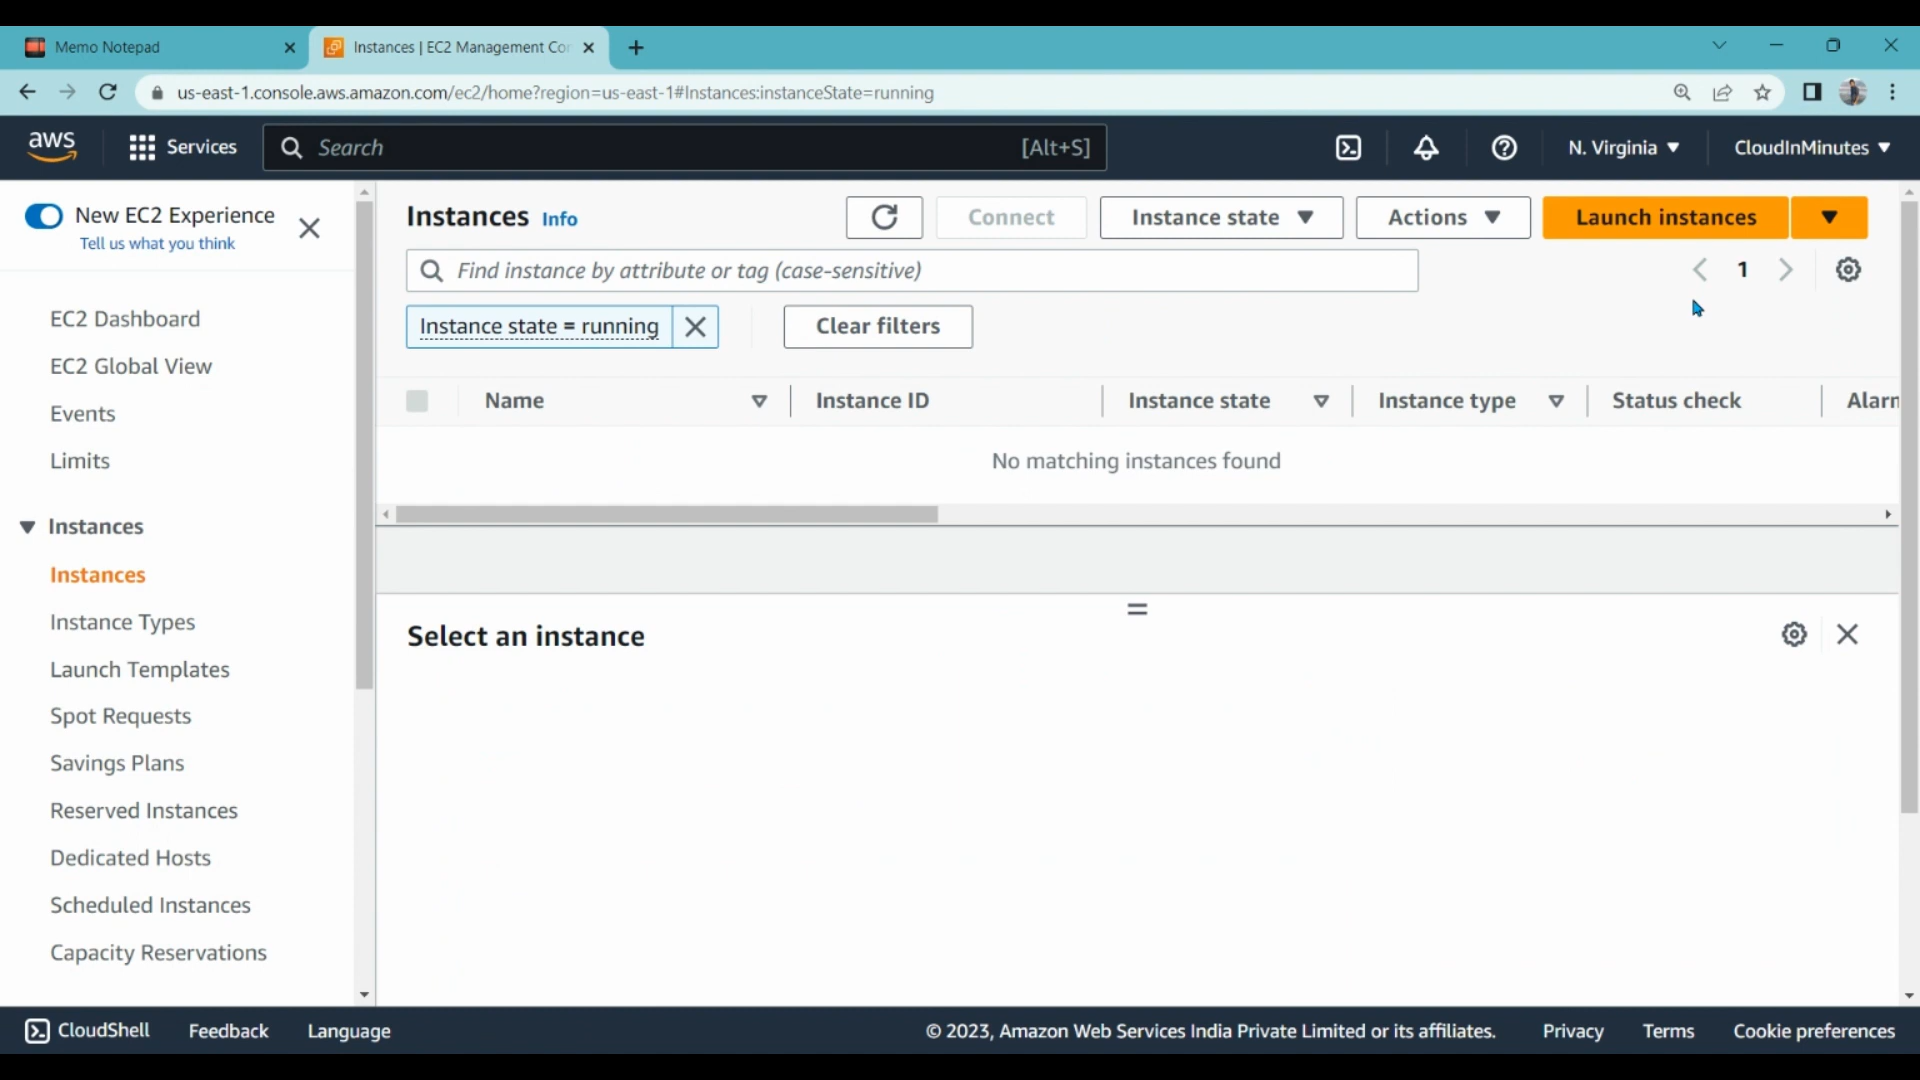 Memo Notepad
Instances | EC2 Management Co
us-east-1.console.aws.amazon.com/ec2/home?region=us-east-1#Instances:instanceState=running
aws
Services
Search
[Alt+S]
N. Virginia
CloudInMinutes
New EC2 Experience
Tell us what you think
EC2 Dashboard
EC2 Global View
Events
Limits
Instances
Instances
Instance Types
Launch Templates
Spot Requests
Savings Plans
Reserved Instances
Dedicated Hosts
Scheduled Instances
Capacity Reservations
Instances Info
Connect
Instance state
Actions
Launch instances
Find instance by attribute or tag (case-sensitive)
1
Instance state = running
Clear filters
Name
Instance ID
Instance state
Instance type
Status check
Alarm
No matching instances found
Select an instance
CloudShell
Feedback
Language
© 2023, Amazon Web Services India Private Limited or its affiliates.
Privacy
Terms
Cookie preferences